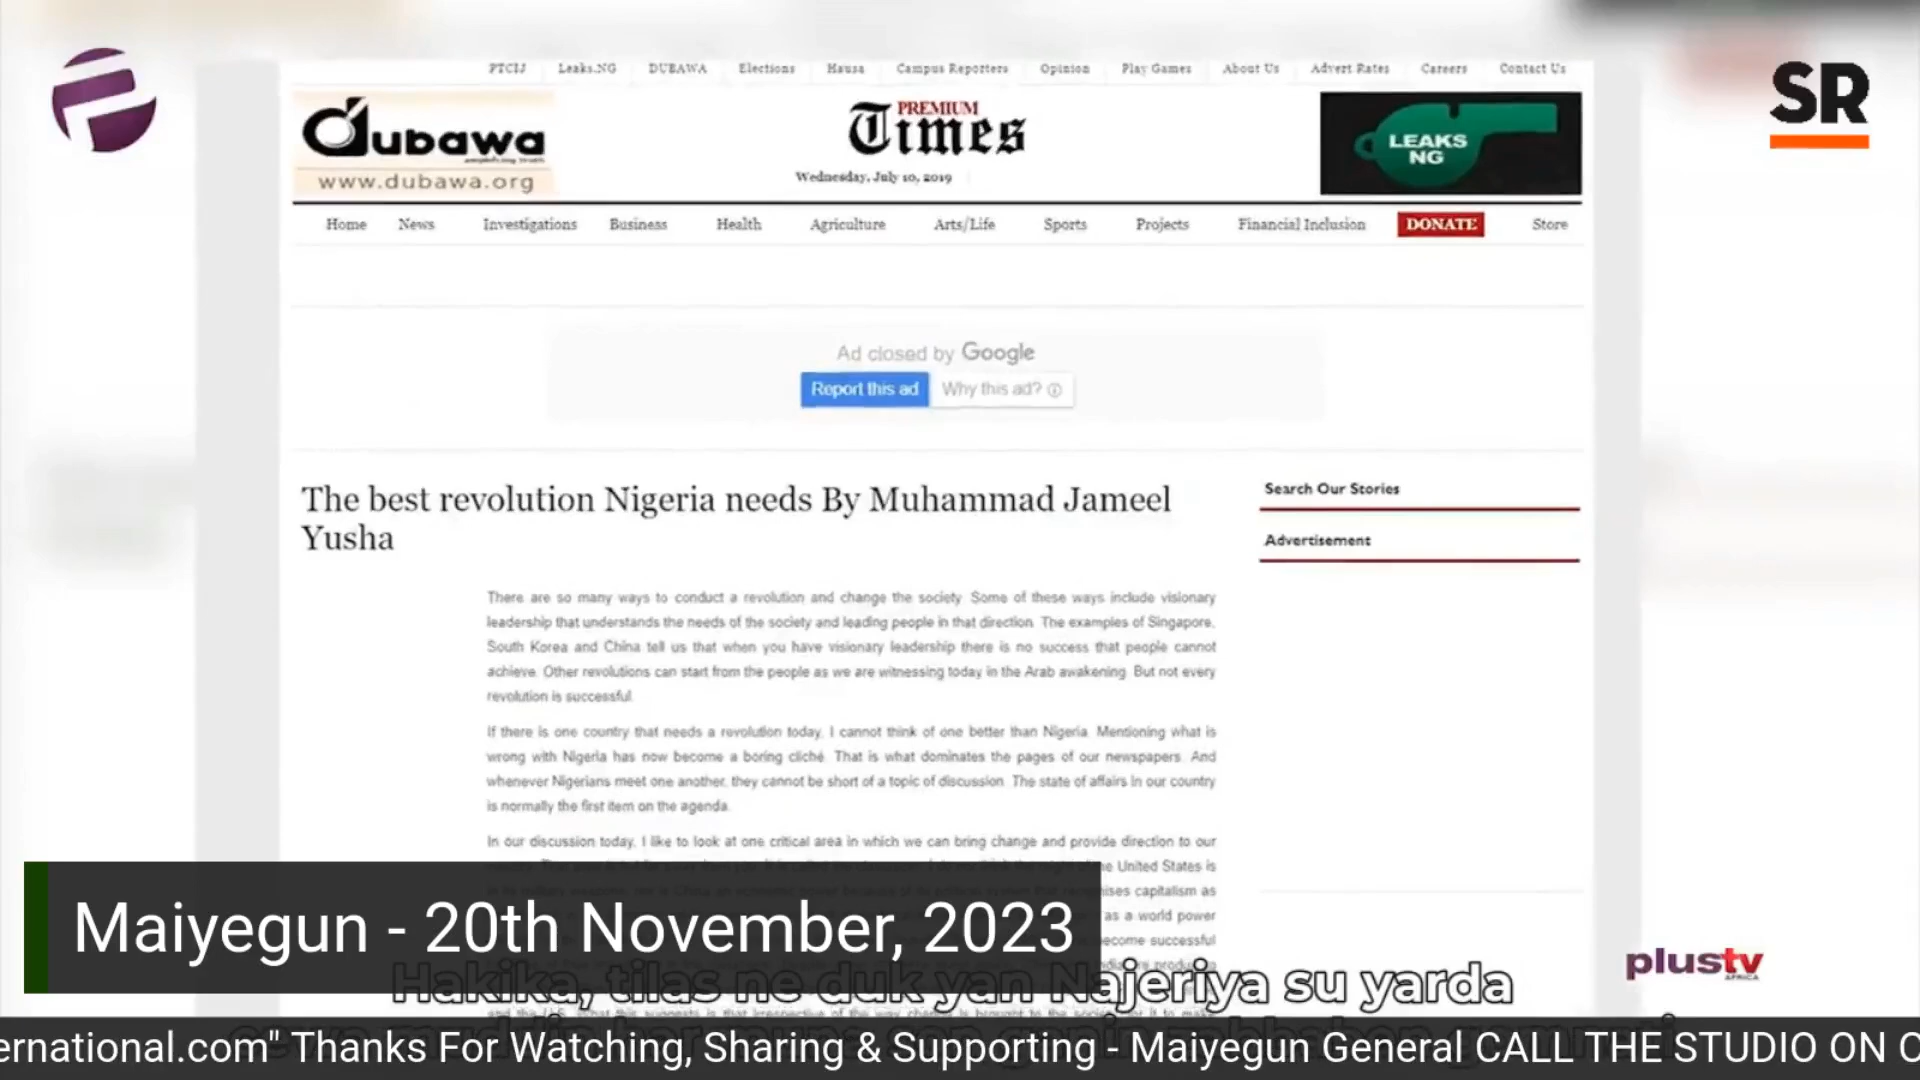 PTCIJ Leaks.NG DUBAWA Elections Hausa Campus Reporters Opinion Play Games About Us Advert Rates Careers Contact Us
SR
dubawa
www.dubawa.org
PREMIUM
Times
Wednesday, July 10, 2019
LEAKS
NG
Home News Investigations Business Health Agriculture Arts/Life Sports Projects Financial Inclusion DONATE Store
Ad closed by Google
Report this ad Why this ad?
The best revolution Nigeria needs By Muhammad Jameel
Yusha
Search Our Stories
Advertisement
There are so many ways to conduct a revolution and change the society. Some of these ways include visionary
leadership that understands the needs of the society and leading people in that direction. The examples of Singapore,
South Korea and China tell us that when you have visionary leadership there is no success that people cannot
achieve. Other revolutions can start from the people as we are witnessing today in the Arab awakening. But not every
revolution is successful.
If there is one country that needs a revolution today, I cannot think of one better than Nigeria. Mentioning what is
wrong with Nigeria has now become a boring cliché. That is what dominates the pages of our newspapers. And
whenever Nigerians meet one another, they cannot be short of a topic of discussion. The state of affairs in our country
is normally the first item on the agenda.
In our discussion today, I like to look at one critical area in which we can bring change and provide direction to our
United States is
capitalism as
as a world power
become successful
Maiyegun - 20th November, 2023
Hakika, tilas ne duk yan Najeriya su yarda
plustv
AFRICA
ernational.com" Thanks For Watching, Sharing & Supporting - Maiyegun General CALL THE STUDIO ON